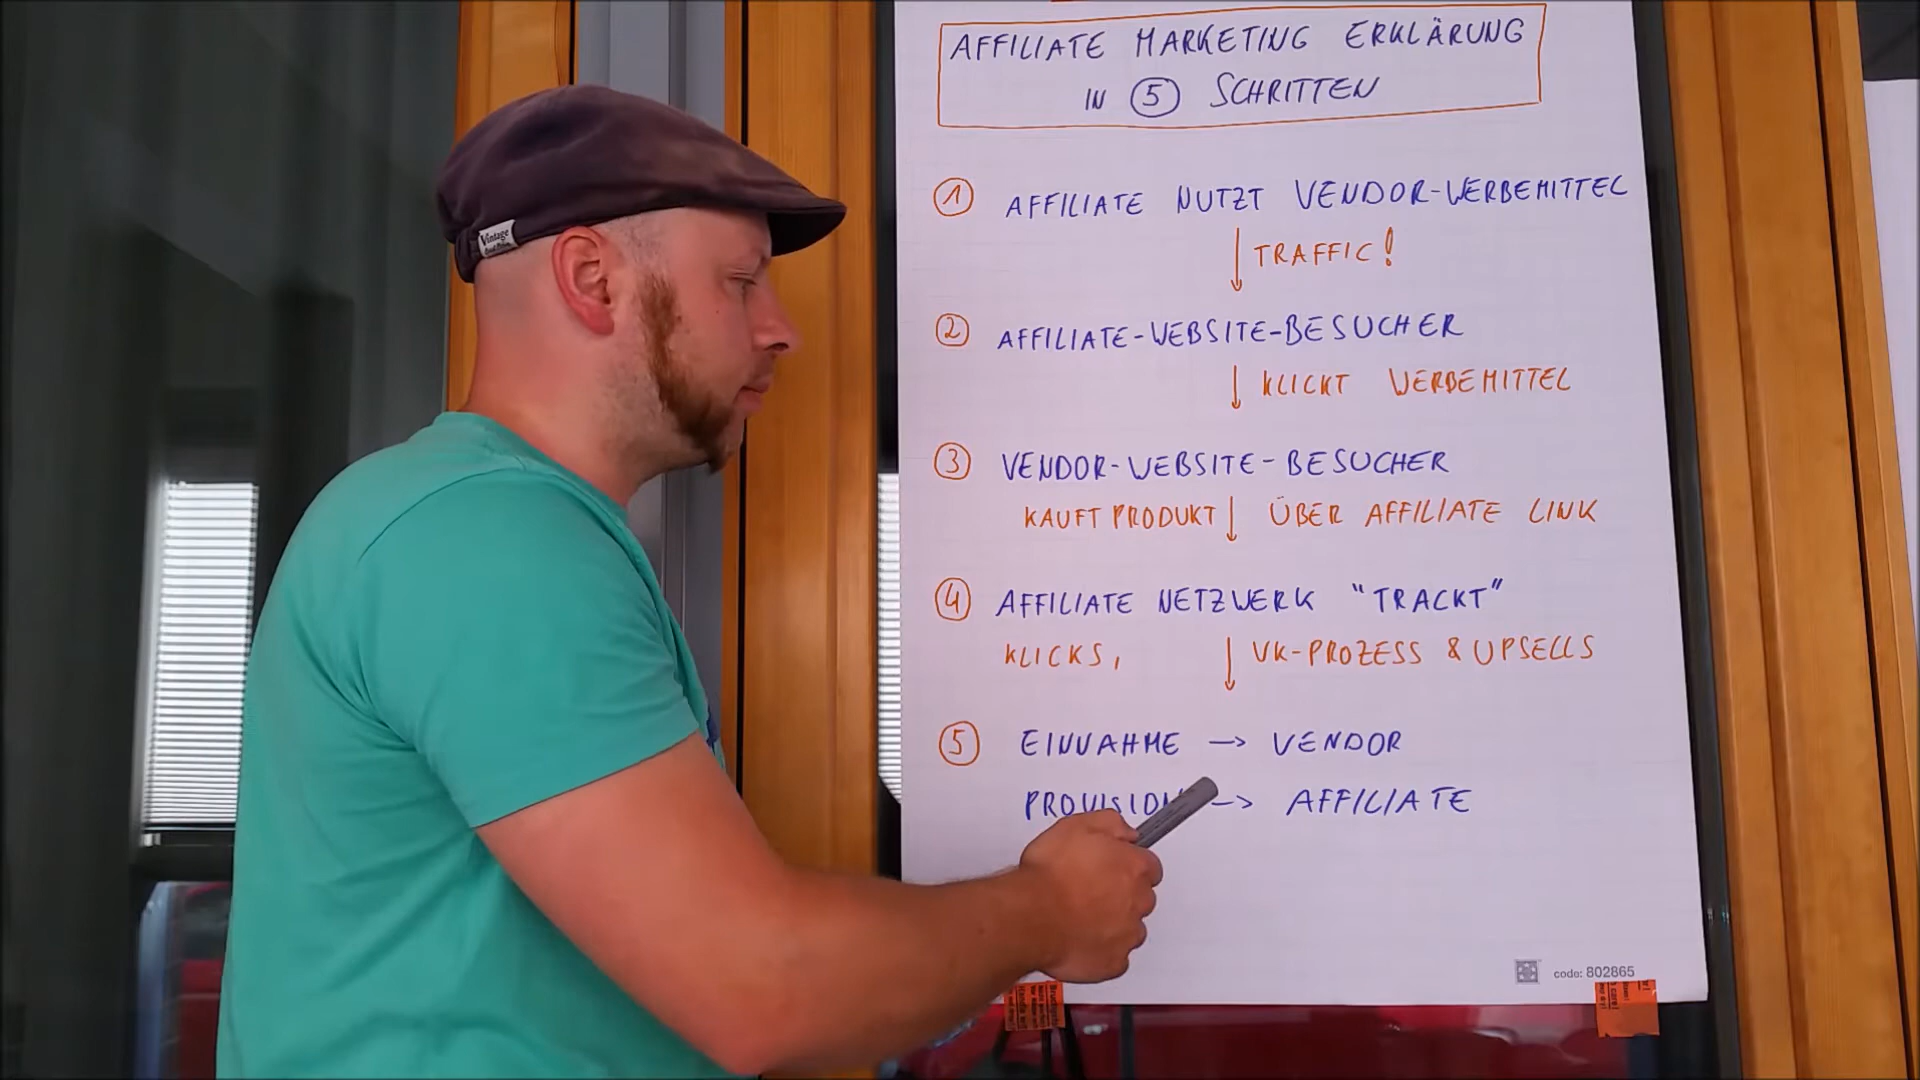 AFFILIATE MARKETING ERKLÄRUNG
IN 5 SCHRITTEN
1 AFFILIATE NUTZT VENDOR-WERBEMITTEL
TRAFFIC!
2 AFFILIATE-WEBSITE-BESUCHER
KLICKT WERBEMITTEL
3 VENDOR-WEBSITE-BESUCHER
KAUFT PRODUKT ÜBER AFFILIATE LINK
4 AFFILIATE NETZWERK "TRACKT"
KLICKS, VK-PROZESS & UPSELLS
5 EINNAHME → VENDOR
PROVISION → AFFILIATE
code: 802865
Vintage